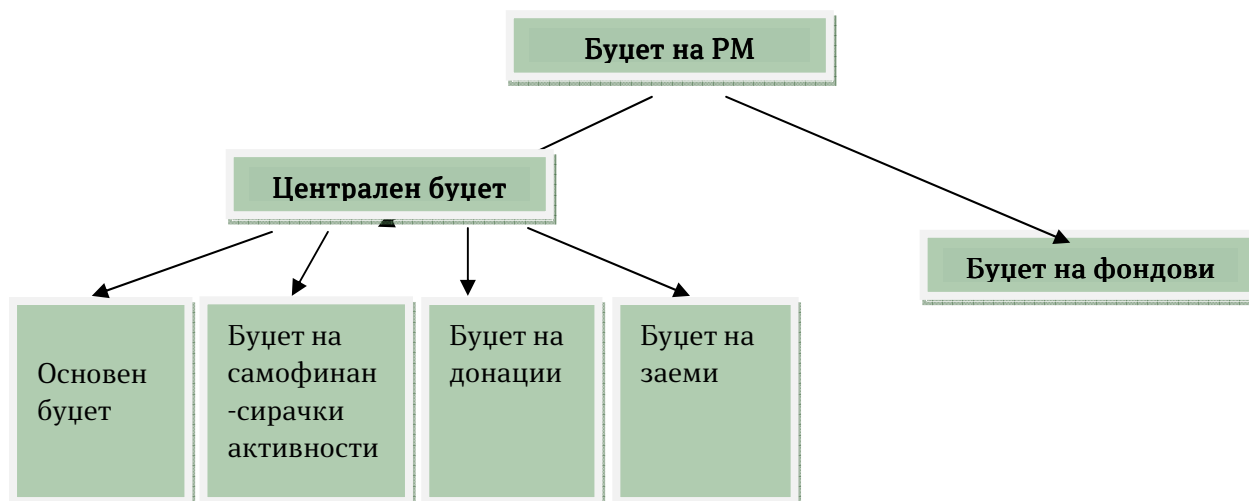 Буџет на РМ
Централен буџет
Буџет на фондови
Основен
буџет
Буџет на
самофинан
-сирачки
активности
Буџет на
донации
Буџет на
заеми